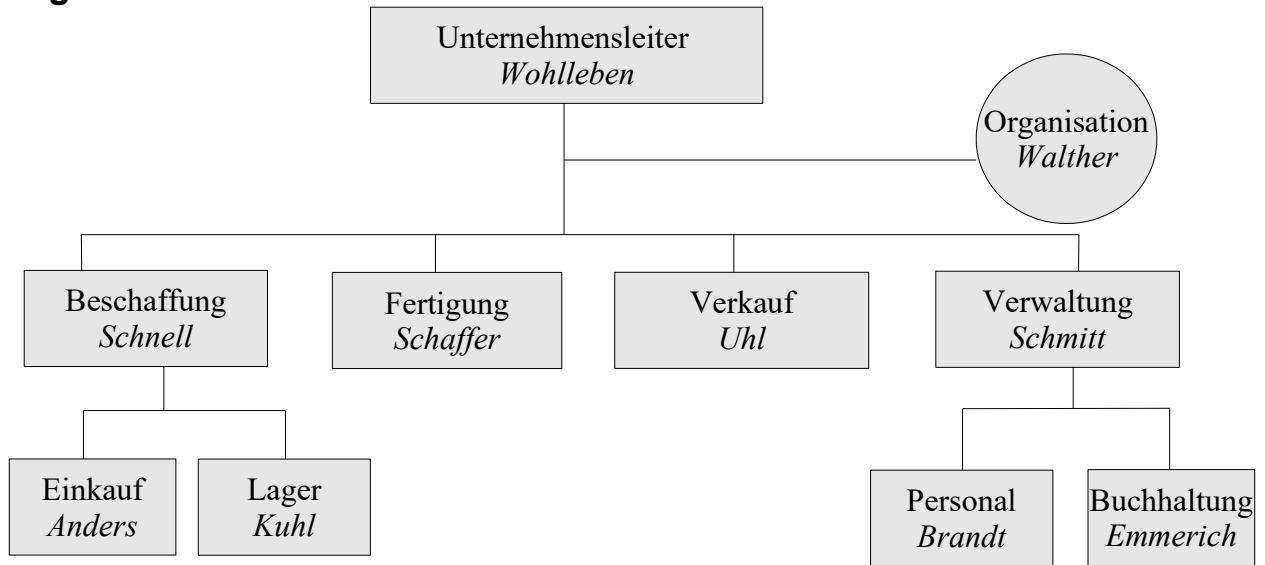 Unternehmensleiter
Wohlleben
Organisation
Walther
Beschaffung
Schnell
Fertigung
Schaffer
Verkauf
Uhl
Verwaltung
Schmitt
Einkauf
Anders
Lager
Kuhl
Personal
Brandt
Buchhaltung
Emmerich